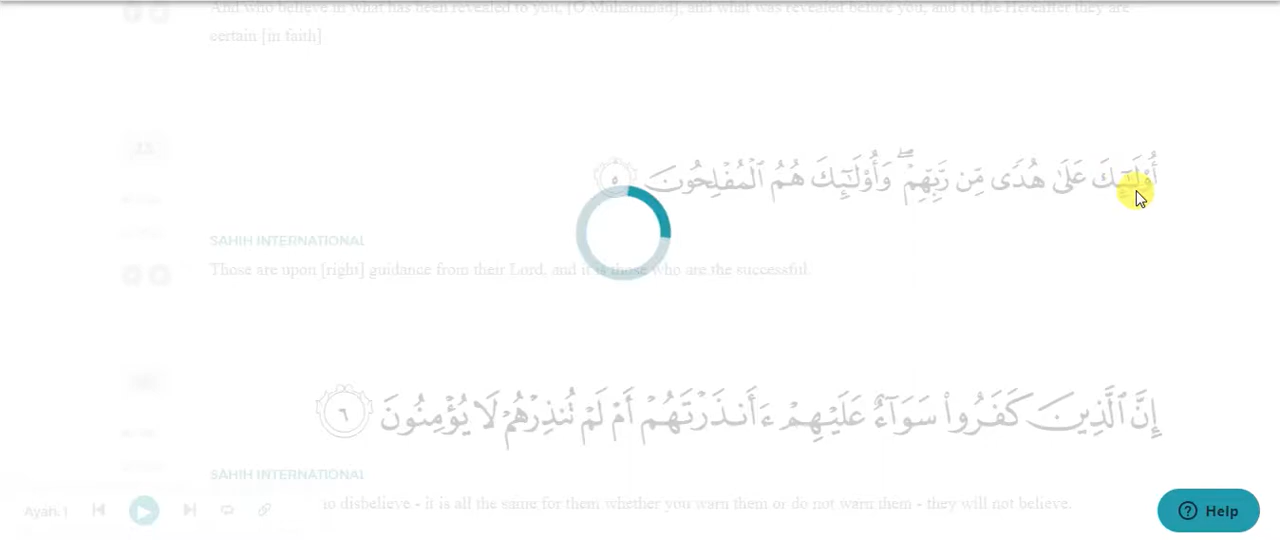 And who believe in what has been revealed to you, [O Muhammad], and what was revealed before you, and of the Hereafter they are
certain [in faith]
أُو۟لَـٰٓئِكَ عَلَىٰ هُدًى مِّن رَّبِّهِمْ ۖ وَأُو۟لَـٰٓئِكَ هُمُ ٱلْمُفْلِحُونَ ٥
SAHIH INTERNATIONAL
Those are upon [right] guidance from their Lord, and it is those who are the successful.
إِنَّ ٱلَّذِينَ كَفَرُوا۟ سَوَآءٌ عَلَيْهِمْ ءَأَنذَرْتَهُمْ أَمْ لَمْ تُنذِرْهُمْ لَا يُؤْمِنُونَ ٦
SAHIH INTERNATIONAL
who disbelieve - it is all the same for them whether you warn them or do not warn them - they will not believe.
Ayah:1
Help